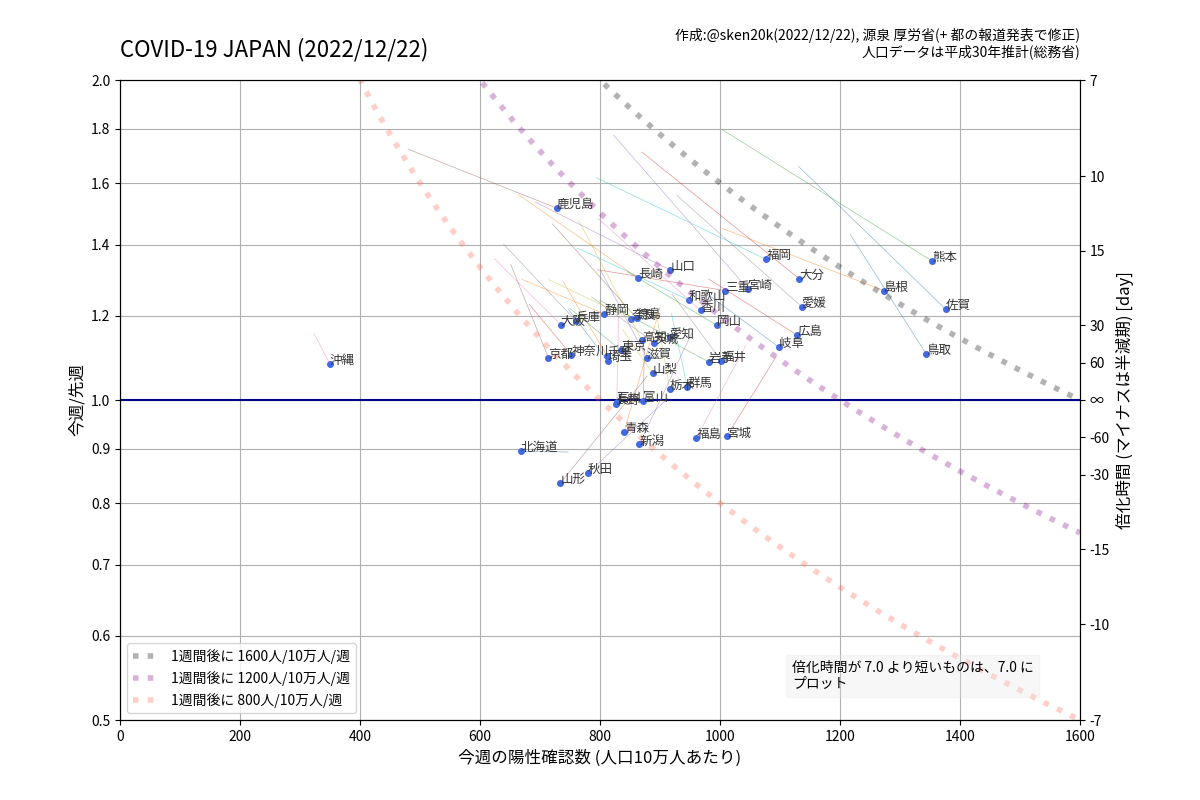 COVID-19 JAPAN (2022/12/22)
作成:@sken20k(2022/12/22), 源泉 厚労省(+ 都の報道発表で修正)
人口データは平成30年推計(総務省)
2.0
1.8
1.6
1.4
1.2
1.0
0.9
0.8
0.7
0.6
0.5
今週/先週
鹿児島
福岡
熊本
山口
長崎
大分
三重
宮崎
島根
和歌山
香川
愛媛
佐賀
静岡
兵庫
大阪
岡山
広島
高知
愛知
岐阜
京都
神奈川
東京
埼玉
滋賀
福井
鳥取
沖縄
山梨
栃木
群馬
富山
青森
新潟
福島
宮城
北海道
秋田
山形
7
10
15
30
60
∞
-60
-30
-15
-10
-7
倍化時間 (マイナスは半減期) [day]
1週間後に 1600人/10万人/週
1週間後に 1200人/10万人/週
1週間後に 800人/10万人/週
倍化時間が 7.0 より短いものは、7.0 に
プロット
0
200
400
600
800
1000
1200
1400
1600
今週の陽性確認数 (人口10万人あたり)